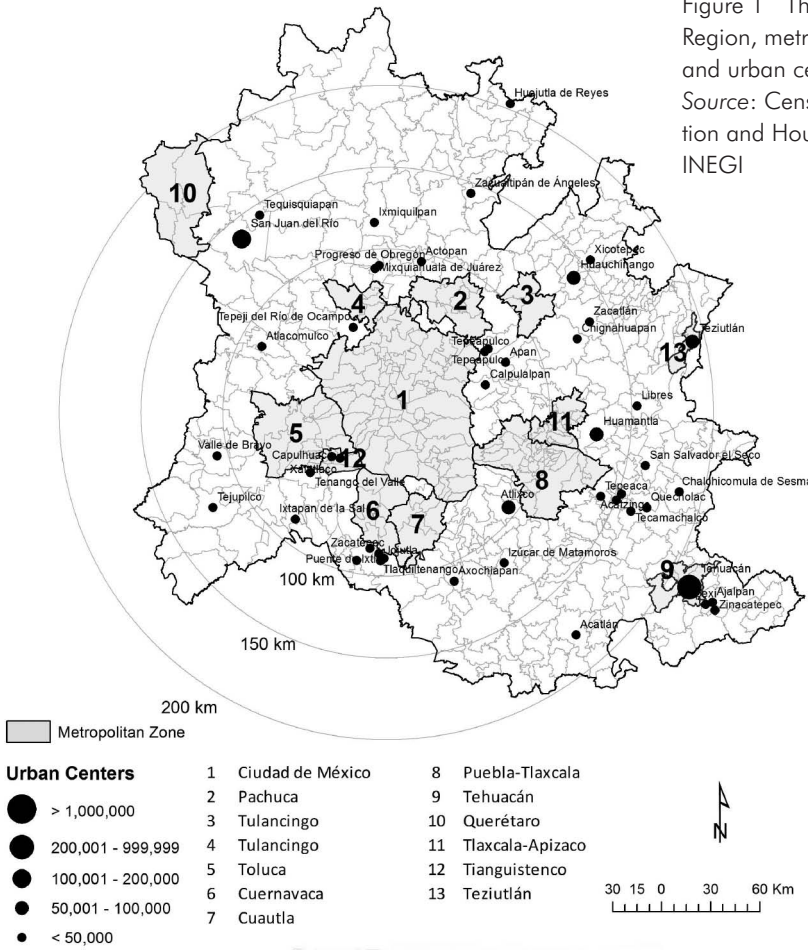 Figure 1 The
Region, metr
and urban ce
Source: Cens
tion and Hou
INEGI
Huejutla de Reyes
10
Zacualtipán de Ángeles
Tequisquiapan
San Juan del Río
Ixmiquilpan
Progreso de Obregón
Actopan
Mixquiahuala de Juárez
Xicotepec
Huauchinango
4
2
3
Tepeji del Río de Ocampo
Atlacomulco
Zacatlán
Chignahuapan
Teziutlán
13
Tepeapulco
Tepeapulco
Apan
Calpulalpan
1
Libres
11
Huamantla
5
Valle de Bravo
Capulhuac
12
Xalatlaco
Tenango del Valle
San Salvador el Seco
8
Tejupilco
Ixtapan de la Sal
6
7
Atlixco
Tepeaca
Acatzingo
Quecholac
Chalchicomula de Sesma
Tecamachalco
Zacatepec
Jojutla
Puente de Ixtla
Tlaquiltenango
Axochiapan
Izúcar de Matamoros
9
Tehuacán
Ajalpan
Zinacatepec
Acatlán
100 km
150 km
200 km
Metropolitan Zone
Urban Centers
> 1,000,000
200,001 - 999,999
100,001 - 200,000
50,001 - 100,000
< 50,000
1 Ciudad de México
2 Pachuca
3 Tulancingo
4 Tulancingo
5 Toluca
6 Cuernavaca
7 Cuautla
8 Puebla-Tlaxcala
9 Tehuacán
10 Querétaro
11 Tlaxcala-Apizaco
12 Tianguistenco
13 Teziutlán
N
30 15 0 30 60 Km